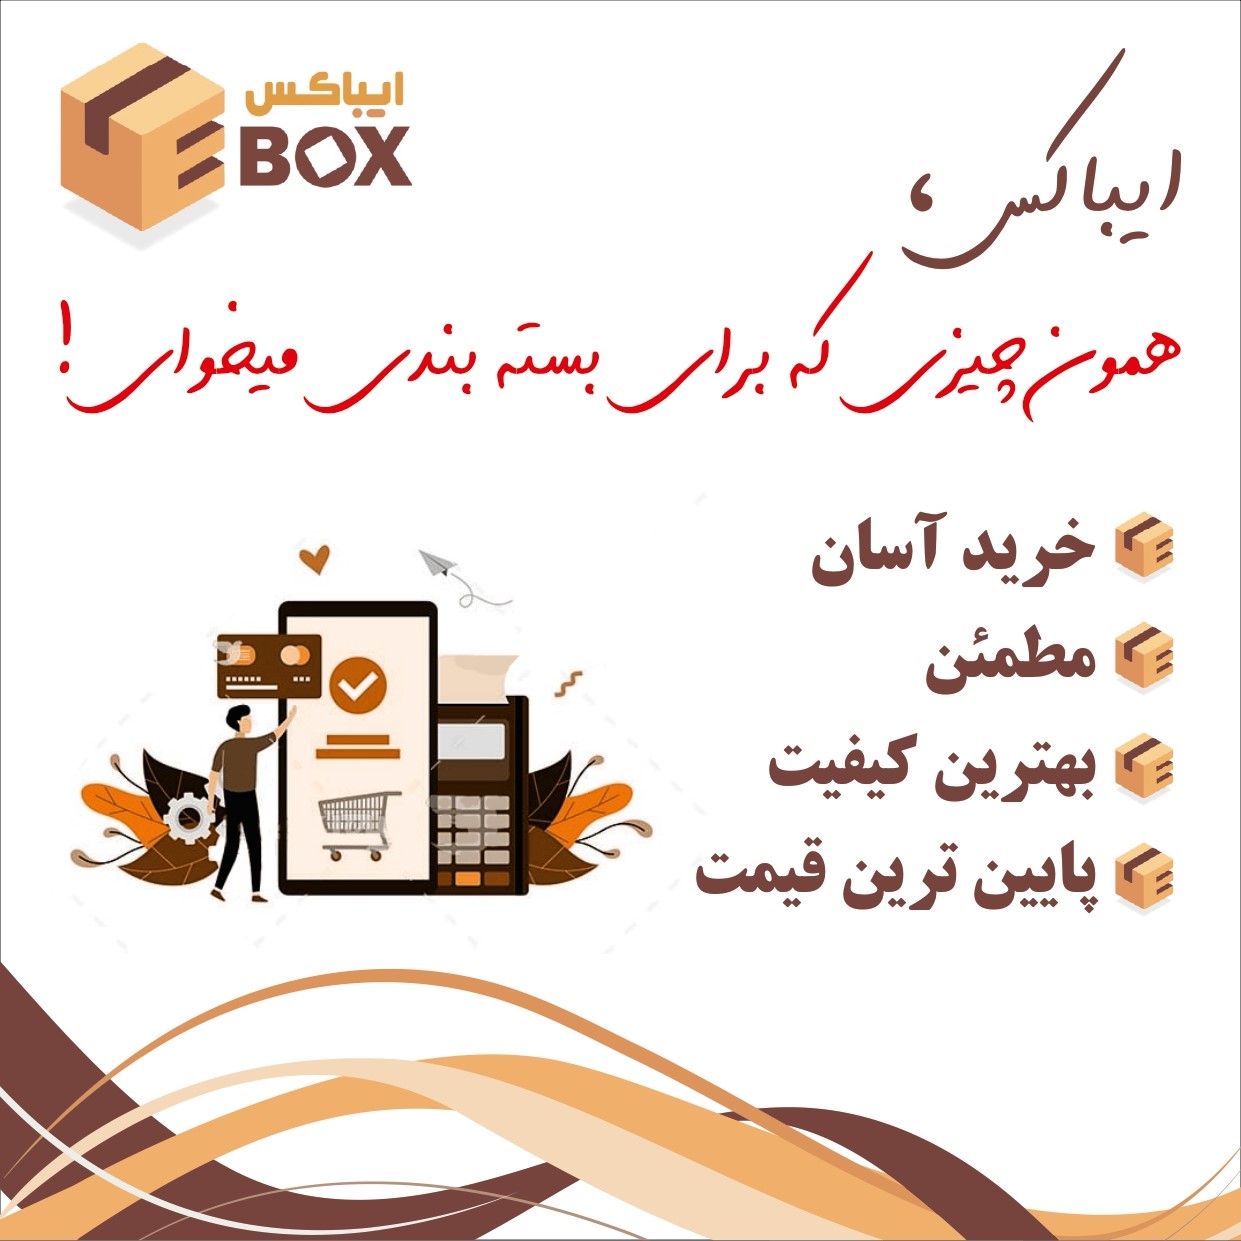 ایباکس
EBOX
ایباکس،
همون چیزی که برای بسته بندی میخوای!
خرید آسان
مطمئن
بهترین کیفیت
پایین ترین قیمت